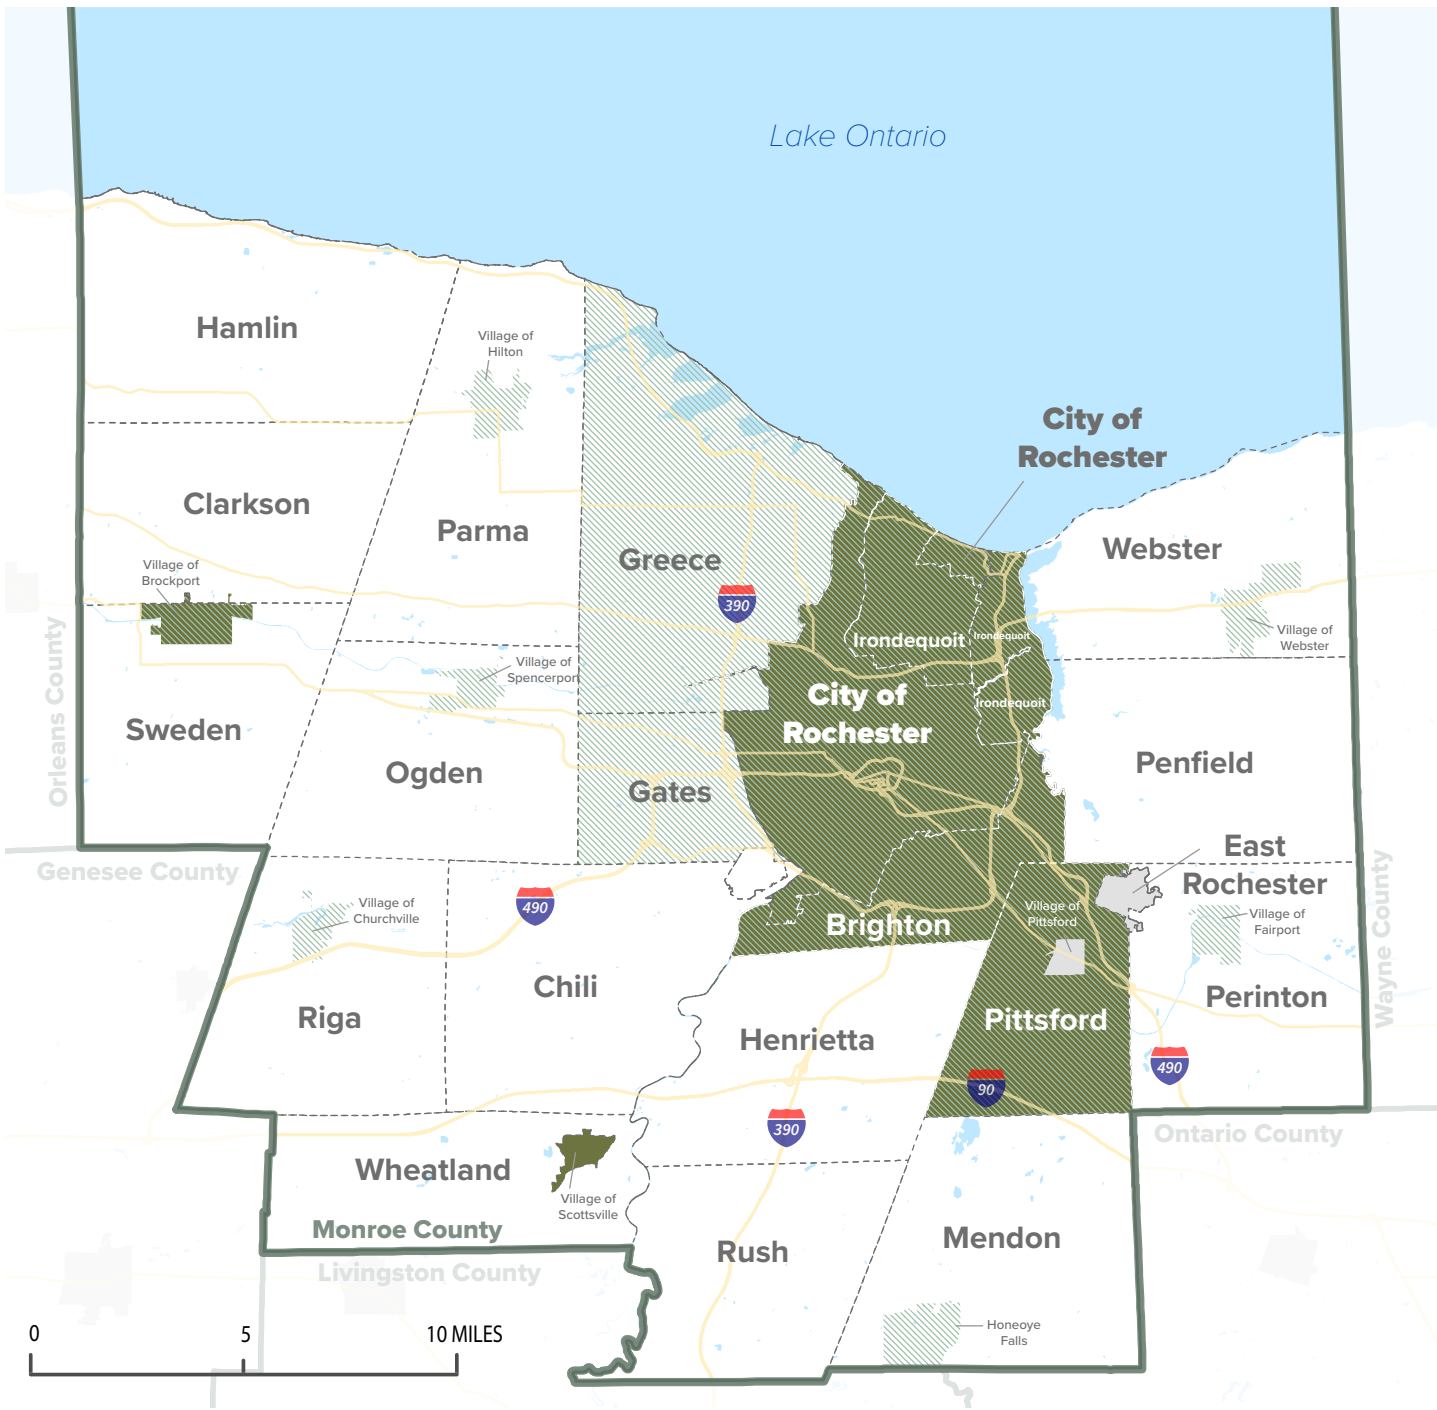 Lake Ontario
Hamlin
Village of
Hilton
City of
Rochester
Clarkson
Parma
Greece
Webster
Village of
Brockport
390
Irondequoit
Irondequoit
Village of
Webster
Orleans County
Village of
Spencerport
City of
Rochester
Irondequoit
Sweden
Ogden
Gates
Penfield
Genesee County
East
Rochester
Village of
Churchville
490
Village of
Pittsford
Brighton
Village of
Fairport
Wayne County
Chili
Riga
Perinton
Pittsford
Henrietta
490
90
390
Ontario County
Wheatland
Village of
Scottsville
Monroe County
Mendon
Rush
Livingston County
Honeoye
Falls
0 5 10 MILES